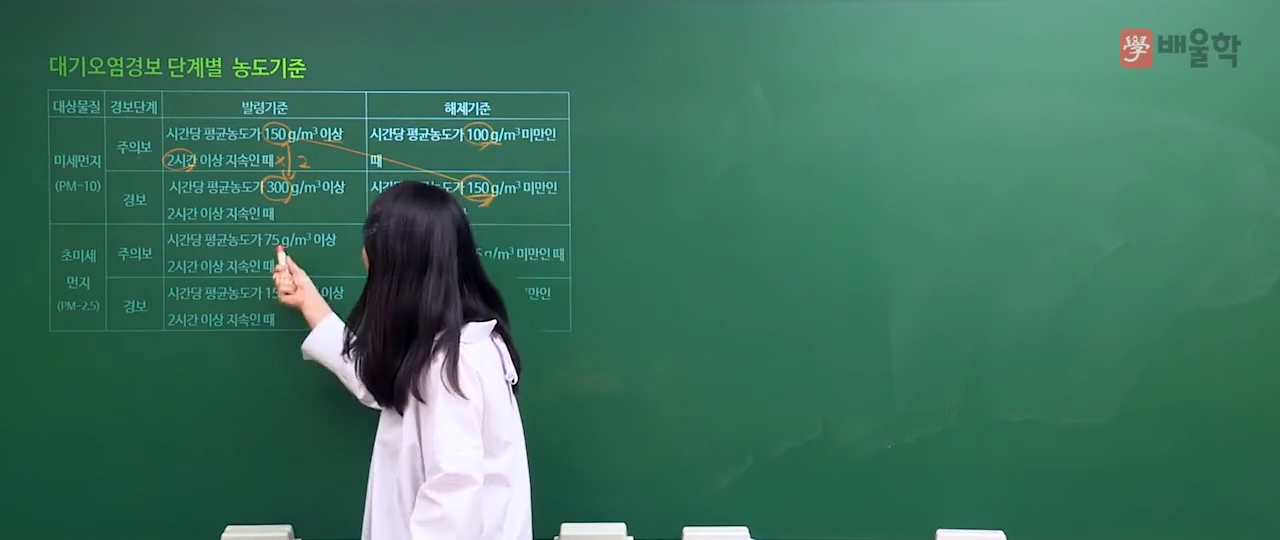 學 배울학
대기오염경보 단계별 농도기준
대상물질 경보단계 발령기준 해제기준
미세먼지
(PM-10)
주의보
시간당 평균농도가 150 g/m³ 이상
2시간 이상 지속인 때
× 2
시간당 평균농도가 100 g/m³ 미만인
때
경보
시간당 평균농도가 300 g/m³ 이상
2시간 이상 지속인 때
150 g/m³ 미만인
초미세
먼지
(PM-2.5)
주의보
시간당 평균농도가 75 g/m³ 이상
2시간 이상 지속인 때
g/m³ 미만인 때
경보
시간당 평균농도가
이상
2시간 이상 지속인 때
미만인